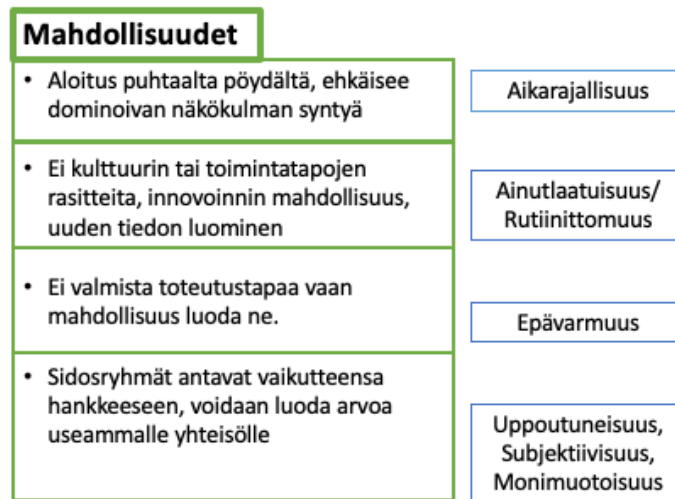 Mahdollisuudet
• Aloitus puhtaalta pöydältä, ehkäisee
dominoivan näkökulman syntyä
Aikarajallisuus
• Ei kulttuurin tai toimintatapojen
rasitteita, innovoinnin mahdollisuus,
uuden tiedon luominen
Ainutlaatuisuus/
Rutiinittomuus
• Ei valmista toteutustapaa vaan
mahdollisuus luoda ne.
Epävarmuus
• Sidosryhmät antavat vaikutteensa
hankkeeseen, voidaan luoda arvoa
useammalle yhteisölle
Uppoutuneisuus,
Subjektiivisuus,
Monimuotoisuus